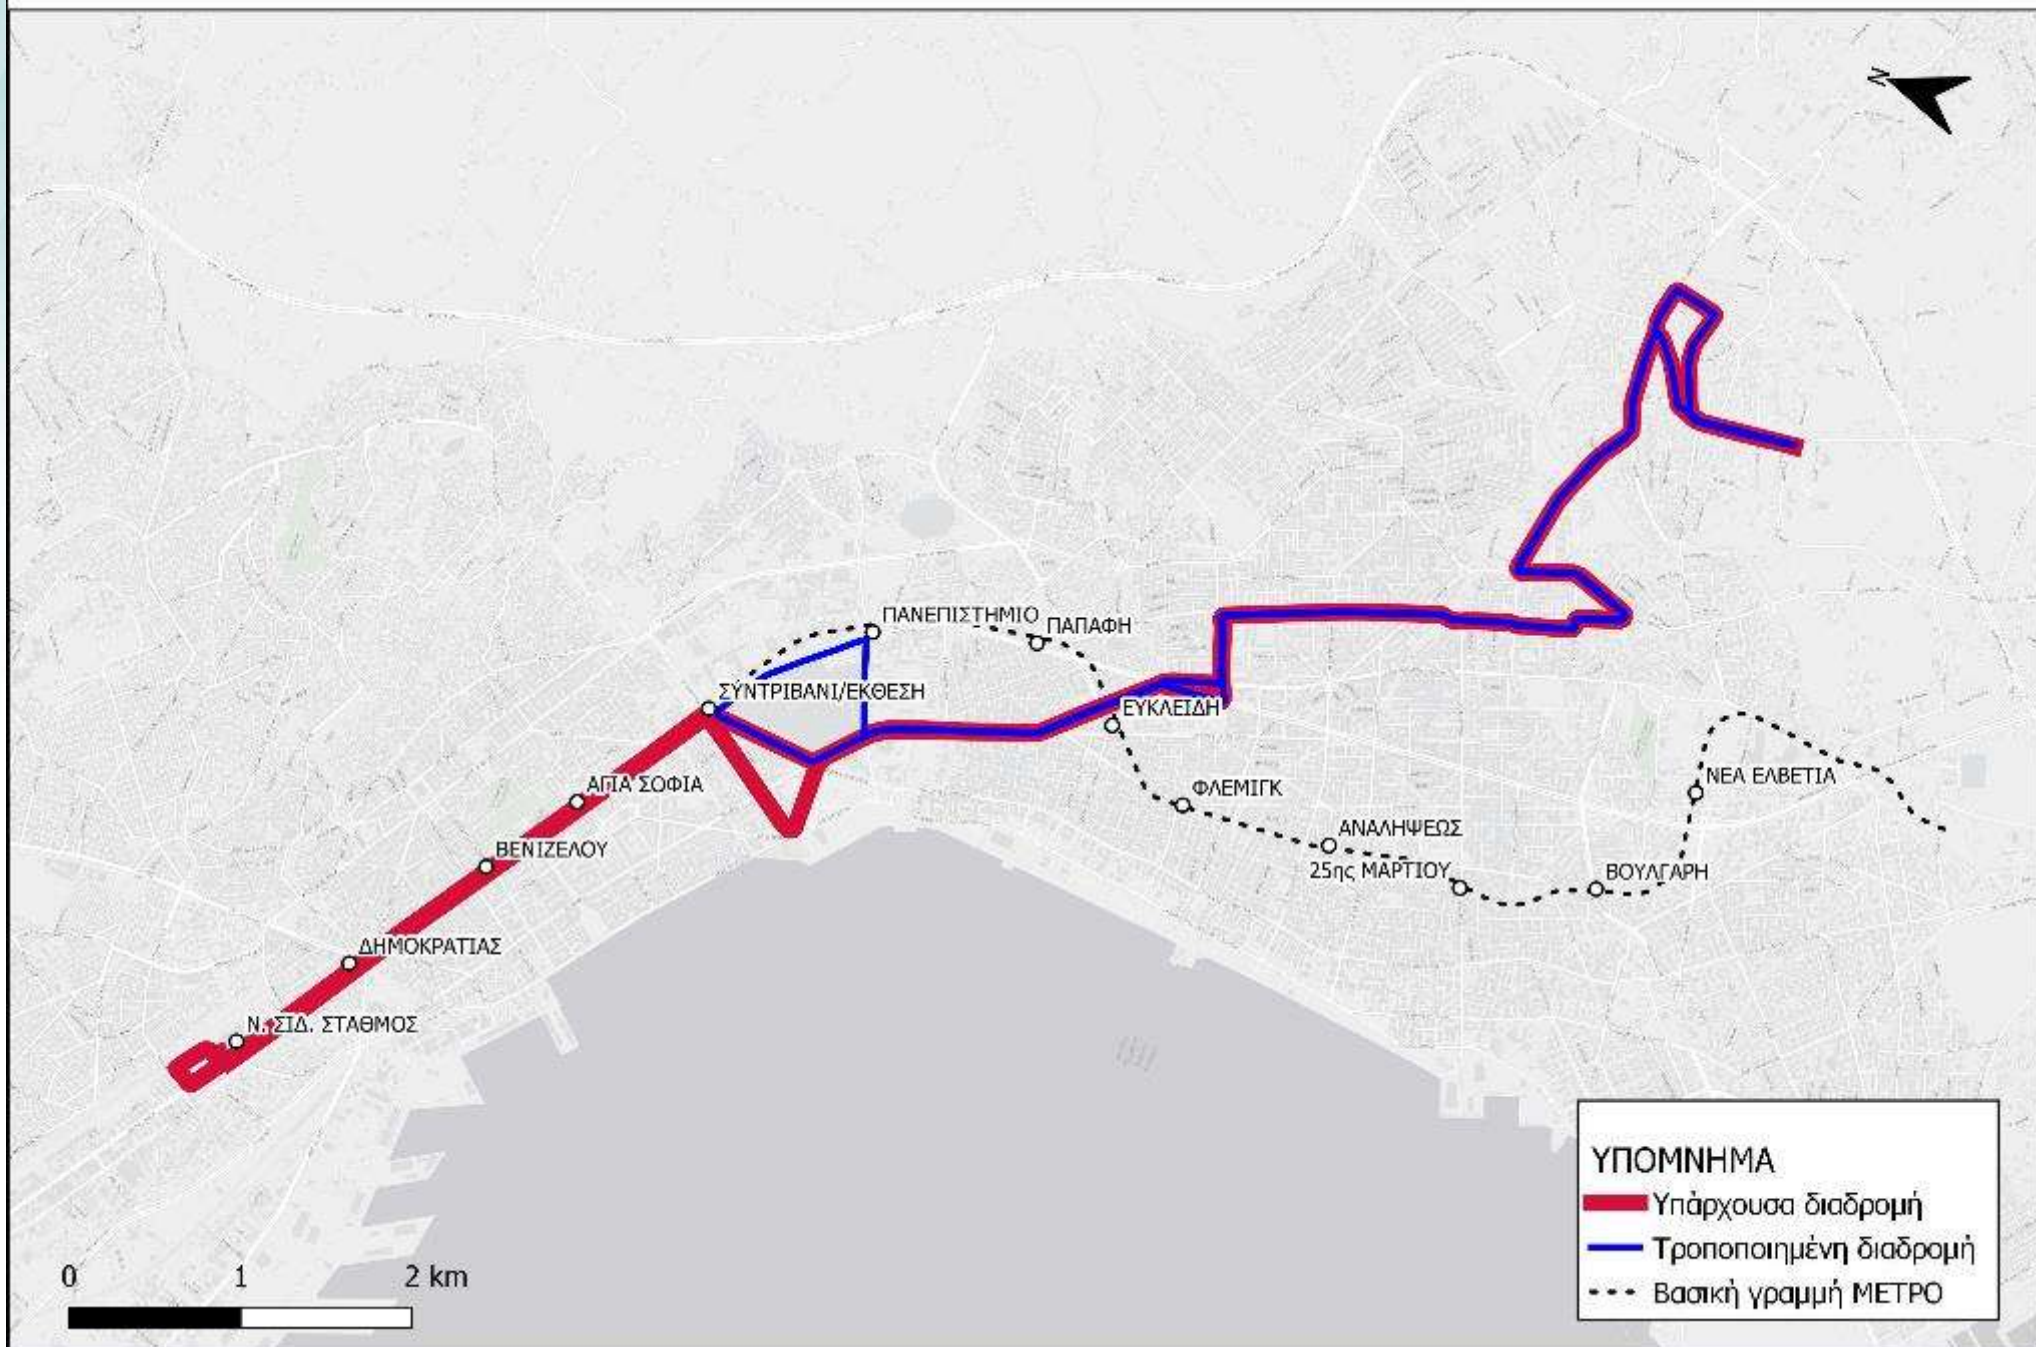 N
ΠΑΝΕΠΙΣΤΗΜΙΟ
ΠΑΠΑΦΗ
ΣΥΝΤΡΙΒΑΝΙ/ΕΚΘΕΣΗ
ΕΥΚΛΕΙΔΗ
ΑΓΙΑ ΣΟΦΙΑ
ΦΛΕΜΙΓΚ
ΝΕΑ ΕΛΒΕΤΙΑ
ΒΕΝΙΖΕΛΟΥ
ΑΝΑΛΗΨΕΩΣ
25ης ΜΑΡΤΙΟΥ
ΒΟΥΛΓΑΡΗ
ΔΗΜΟΚΡΑΤΙΑΣ
Ν. ΣΙΔ. ΣΤΑΘΜΟΣ
ΥΠΟΜΝΗΜΑ
Υπάρχουσα διαδρομή
Τροποποιημένη διαδρομή
Βασική γραμμή ΜΕΤΡΟ
0 1 2 km